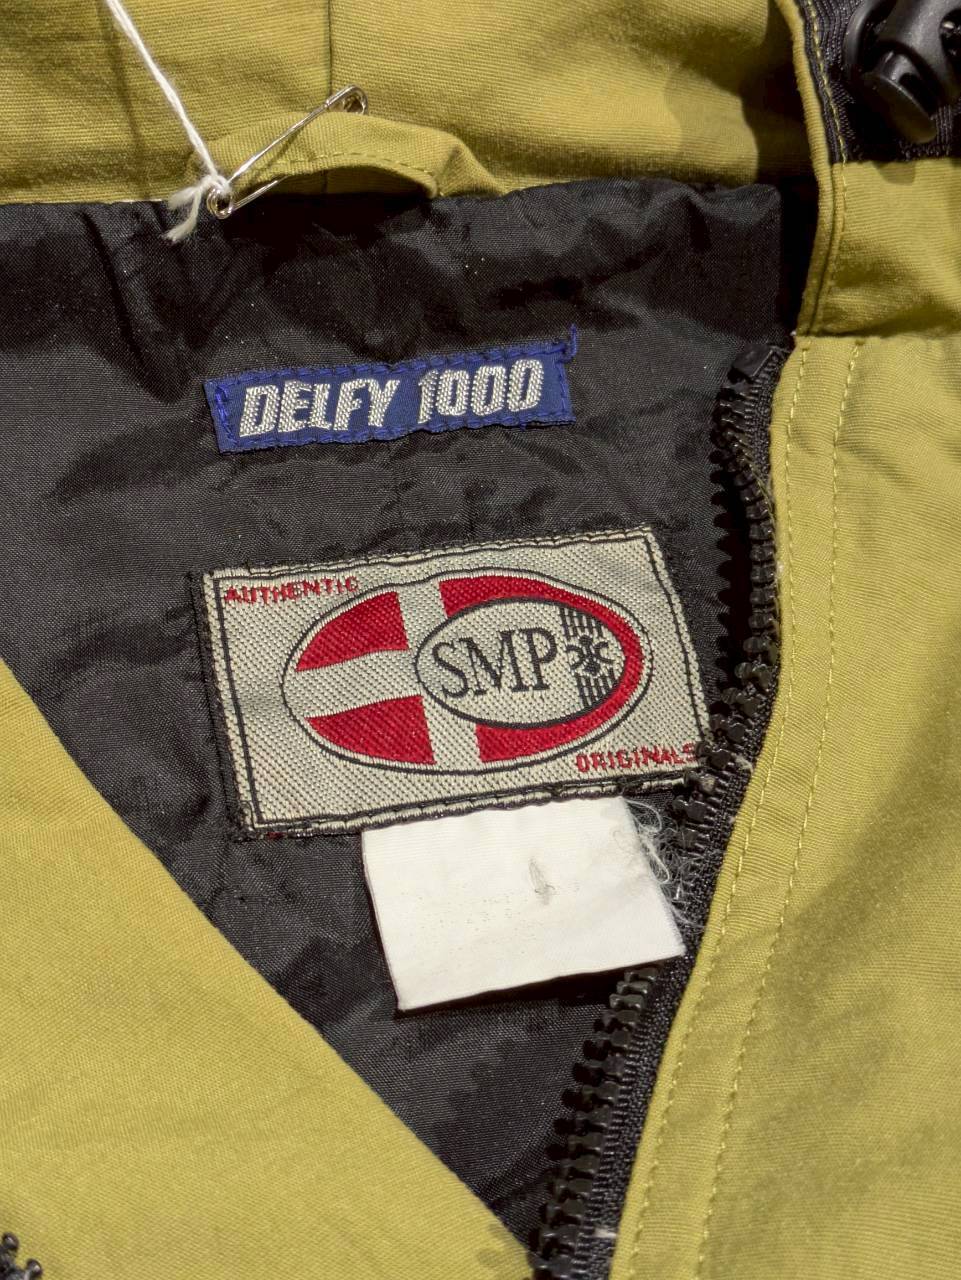 DELFY 1000
AUTHENTIC
SMP
ORIGINALS